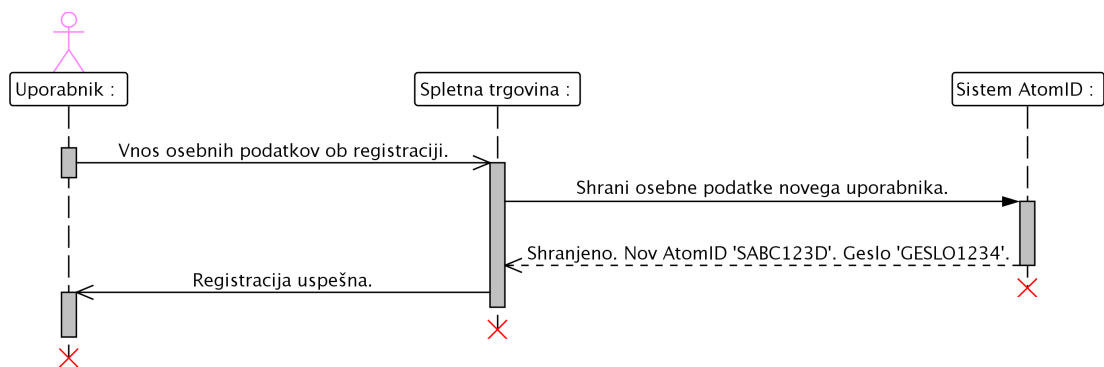 Uporabnik :
Spletna trgovina :
Sistem AtomID :
Vnos osebnih podatkov ob registraciji.
Shrani osebne podatke novega uporabnika.
Shranjeno. Nov AtomID 'SABC123D'. Geslo 'GESLO1234'.
Registracija uspešna.